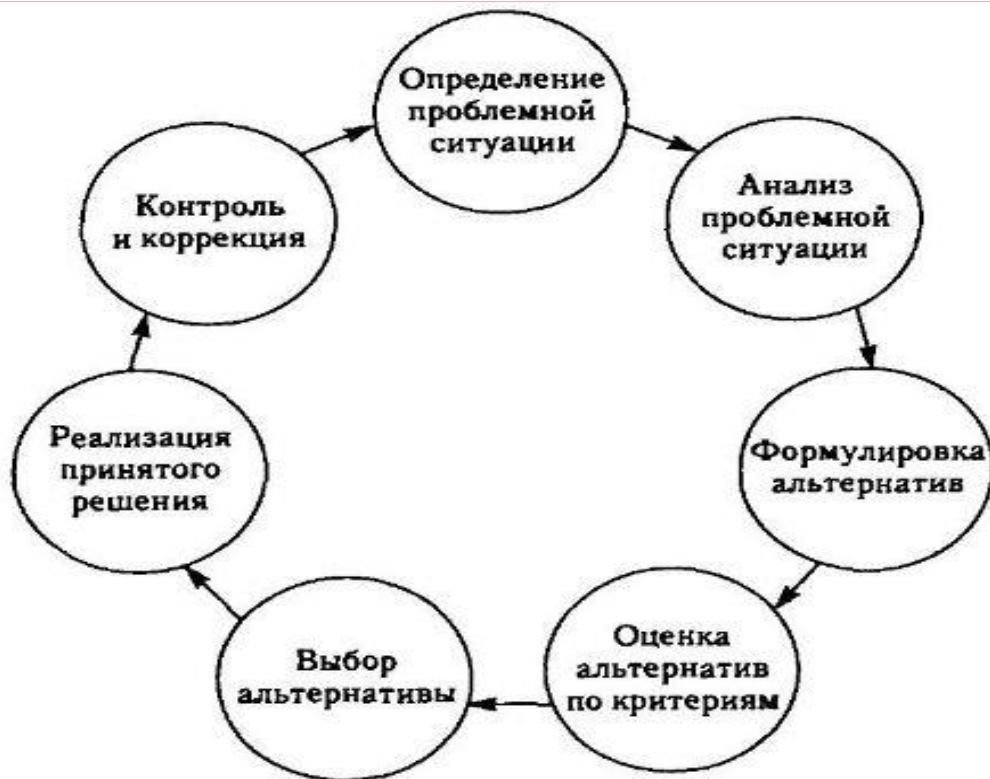 Определение
проблемной
ситуации
Анализ
проблемной
ситуации
Формулировка
альтернатив
Оценка
альтернатив
по критериям
Выбор
альтернативы
Реализация
принятого
решения
Контроль
и коррекция